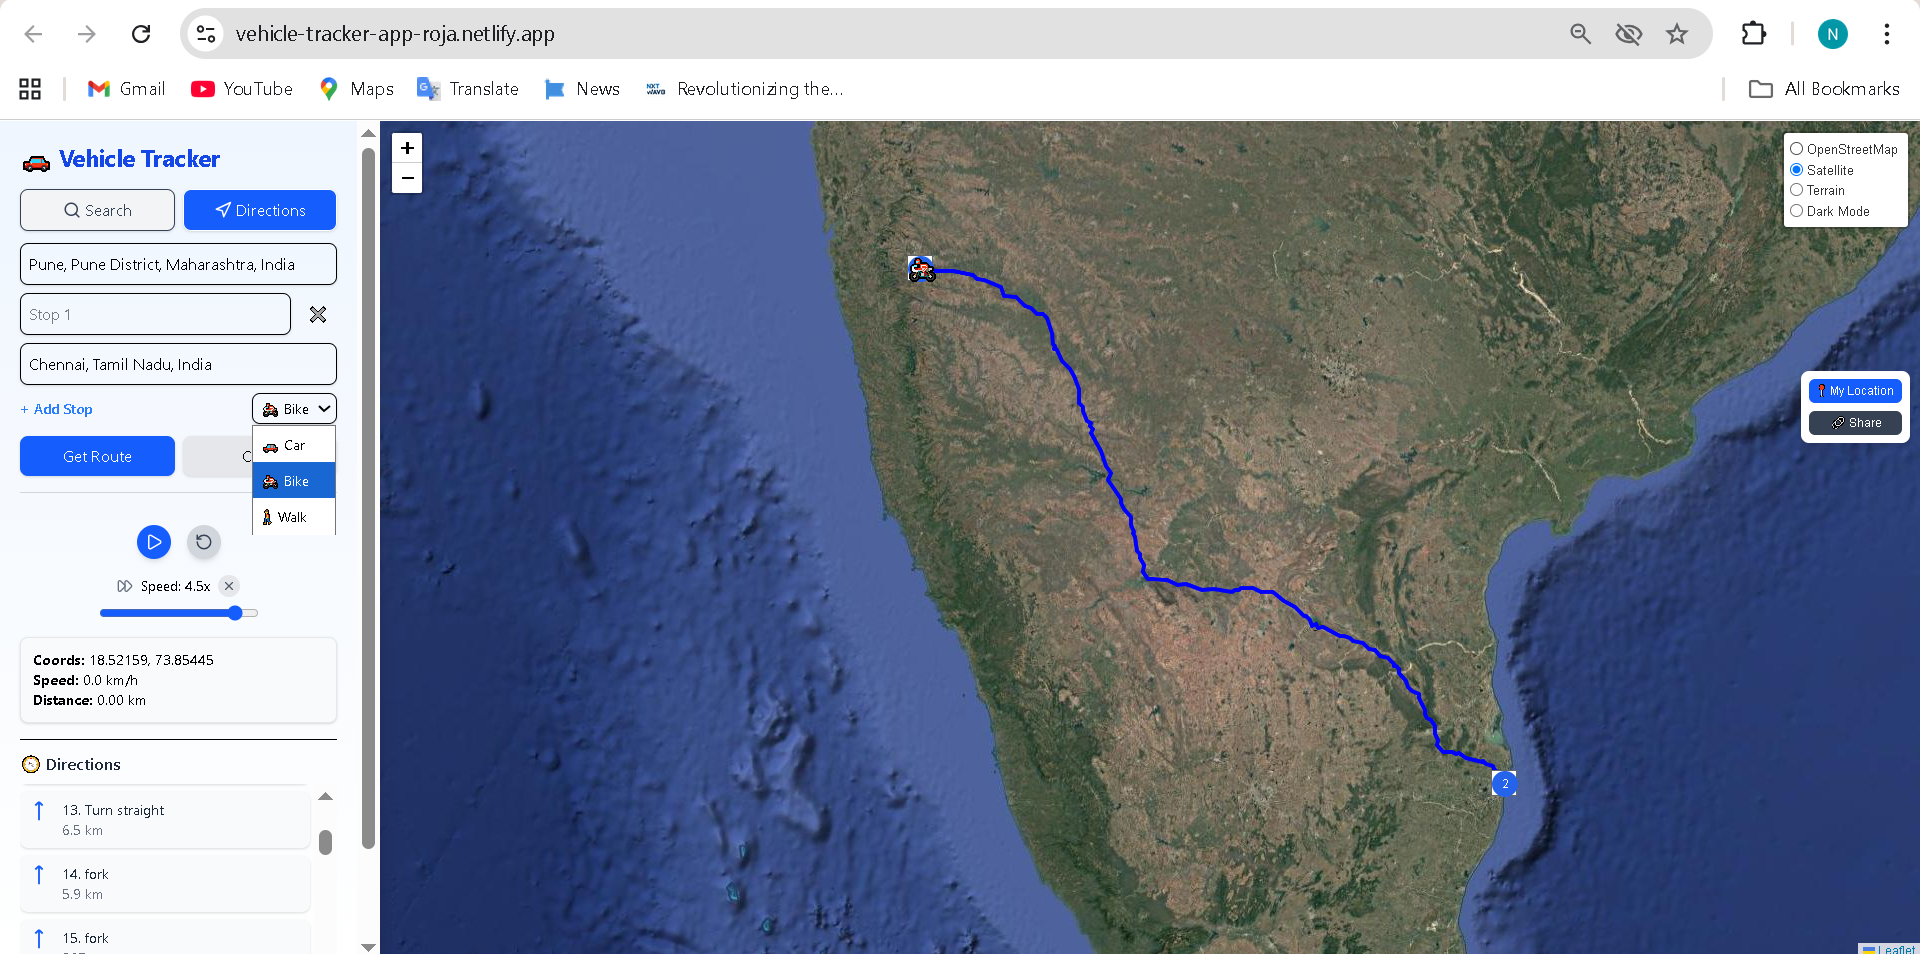 vehicle-tracker-app-roja.netlify.app
N
Gmail
YouTube
Maps
Translate
News
NXT WAVE
Revolutionizing the...
All Bookmarks
Vehicle Tracker
Search
Directions
Pune, Pune District, Maharashtra, India
Stop 1
Chennai, Tamil Nadu, India
+ Add Stop
Bike
Car
Bike
Walk
Get Route
C
Speed: 4.5x
Coords: 18.52159, 73.85445
Speed: 0.0 km/h
Distance: 0.00 km
Directions
13. Turn straight
6.5 km
14. fork
5.9 km
15. fork
+
−
OpenStreetMap
Satellite
Terrain
Dark Mode
My Location
Share
2
Leaflet